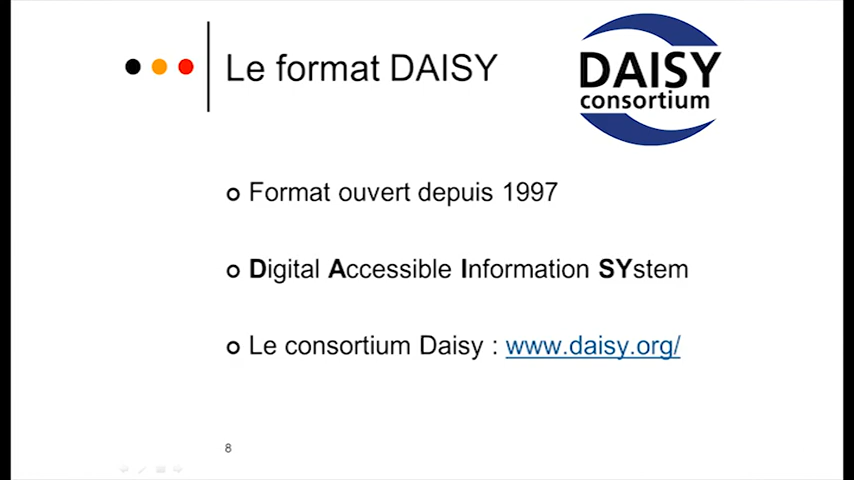 Le format DAISY
DAISY
consortium
Format ouvert depuis 1997
Digital Accessible Information SYstem
Le consortium Daisy : www.daisy.org/
8